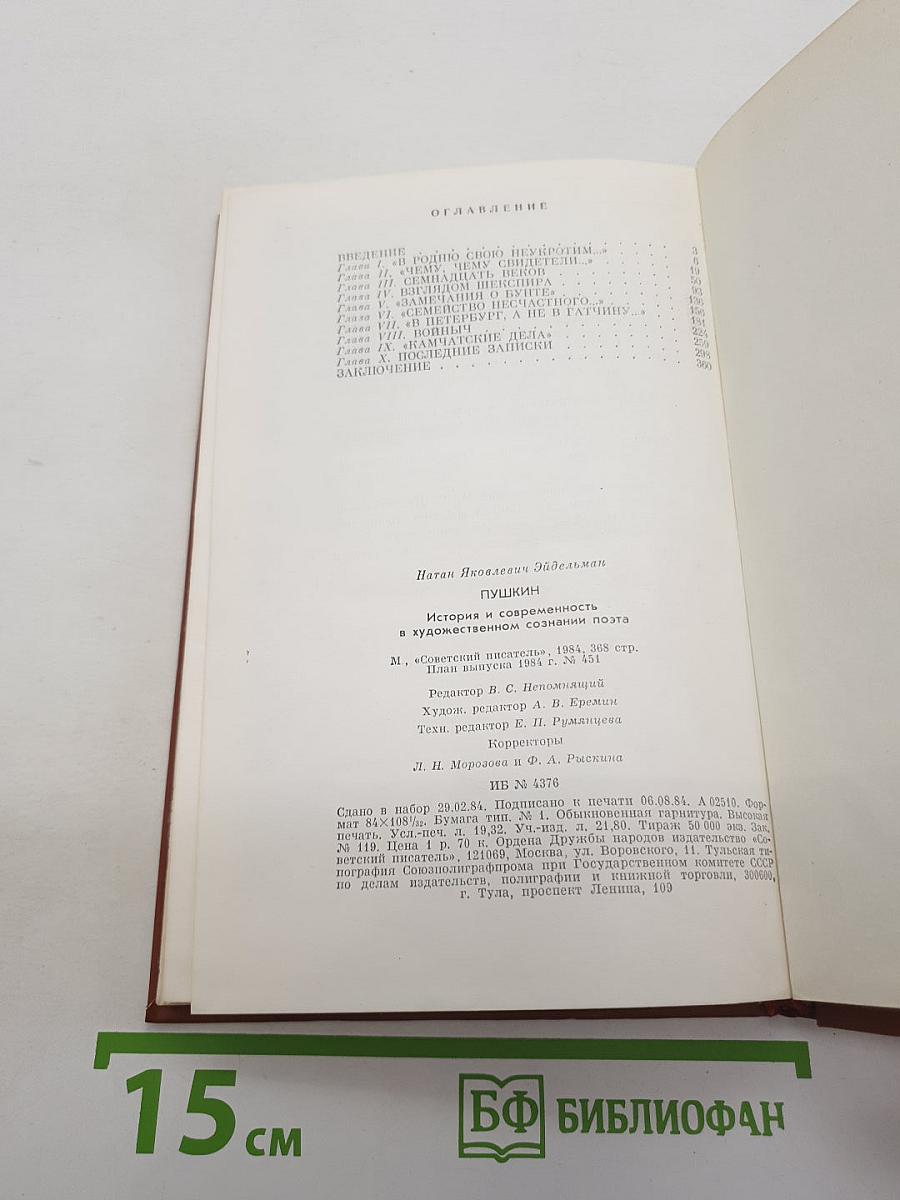 ОГЛАВЛЕНИЕ
ВВЕДЕНИЕ . . . . . . . . . . . . . . . 3
Глава I. «В РОДНЮ СВОЮ НЕУКРОТИМ...» . . . . 6
Глава II. «ЧЕМУ, ЧЕМУ СВИДЕТЕЛИ...» . . . . 19
Глава III. СЕМНАДЦАТЬ ВЕКОВ . . . . . . . 50
Глава IV. ВЗГЛЯДОМ ШЕКСПИРА . . . . . . . 93
Глава V. «ЗАМЕЧАНИЯ О БУНТЕ» . . . . . . . 136
Глава VI. «СЕМЕЙСТВО НЕСЧАСТНОГО...» . . . . 156
Глава VII. «В ПЕТЕРБУРГ, А НЕ В ГАТЧИНУ...» . . 181
Глава VIII. ВОЙНЫЧ . . . . . . . . . . . 224
Глава IX. «КАМЧАТСКИЕ ДЕЛА» . . . . . . . 259
Глава X. ПОСЛЕДНИЕ ЗАПИСКИ . . . . . . . 298
ЗАКЛЮЧЕНИЕ . . . . . . . . . . . . . . 360
Натан Яковлевич Эйдельман
ПУШКИН
История и современность
в художественном сознании поэта
М., «Советский писатель», 1984, 368 стр.
План выпуска 1984 г. № 451
Редактор В. С. Непомнящий
Худож. редактор А. В. Еремин
Техн. редактор Е. П. Румянцева
Корректоры
Л. Н. Морозова и Ф. А. Рыскина
ИБ № 4376
Сдано в набор 29.02.84. Подписано к печати 06.08.84. А 02510. Фор-
мат 84×108¹/₃₂. Бумага тип. № 1. Обыкновенная гарнитура. Высокая
печать. Усл.-печ. л. 19,32. Уч.-изд. л. 21,80. Тираж 50 000 экз. Зак.
№ 119. Цена 1 р. 70 к. Ордена Дружбы народов издательство «Со-
ветский писатель», 121069, Москва, ул. Воровского, 11. Тульская ти-
пография Союзполиграфпрома при Государственном комитете СССР
по делам издательств, полиграфии и книжной торговли, 300600,
г. Тула, проспект Ленина, 109
15 см
БФ БИБЛИОФАН